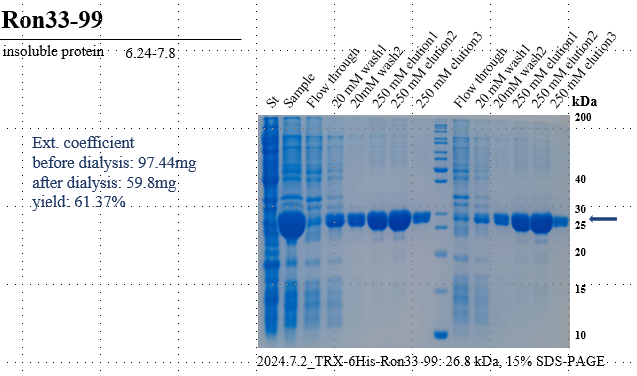 Ron33-99
insoluble protein 6.24-7.8
Ext. coefficient
before dialysis: 97.44mg
after dialysis: 59.8mg
yield: 61.37%
St
Sample
Flow through
20 mM wash1
20mM wash2
250 mM elution1
250 mM elution2
250 mM elution3
Flow through
20 mM wash1
20 mM wash2
250 mM elution1
250 mM elution2
250 mM elution3
kDa
200
40
30
25
20
15
10
2024.7.2_TRX-6His-Ron33-99: 26.8 kDa, 15% SDS-PAGE